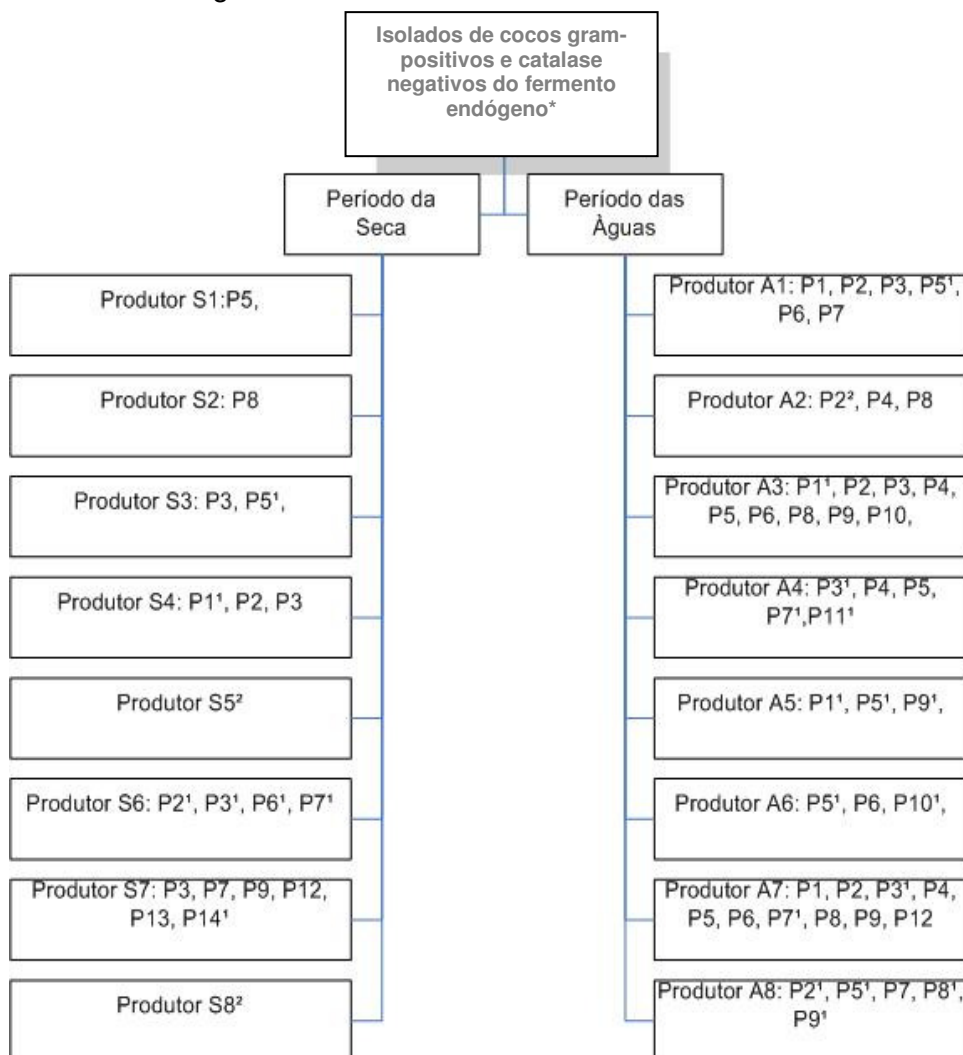 Isolados de cocos gram-
positivos e catalase
negativos do fermento
endógeno*
Período da
Seca
Período das
Àguas
Produtor S1:P5,
Produtor S2: P8
Produtor S3: P3, P5¹,
Produtor S4: P1¹, P2, P3
Produtor S5²
Produtor S6: P2¹, P3¹, P6¹, P7¹
Produtor S7: P3, P7, P9, P12,
P13, P14¹
Produtor S8²
Produtor A1: P1, P2, P3, P5¹,
P6, P7
Produtor A2: P2², P4, P8
Produtor A3: P1¹, P2, P3, P4,
P5, P6, P8, P9, P10,
Produtor A4: P3¹, P4, P5,
P7¹,P11¹
Produtor A5: P1¹, P5¹, P9¹,
Produtor A6: P5¹, P6, P10¹,
Produtor A7: P1, P2, P3¹, P4,
P5, P6, P7¹, P8, P9, P12
Produtor A8: P2¹, P5¹, P7, P8¹,
P9¹